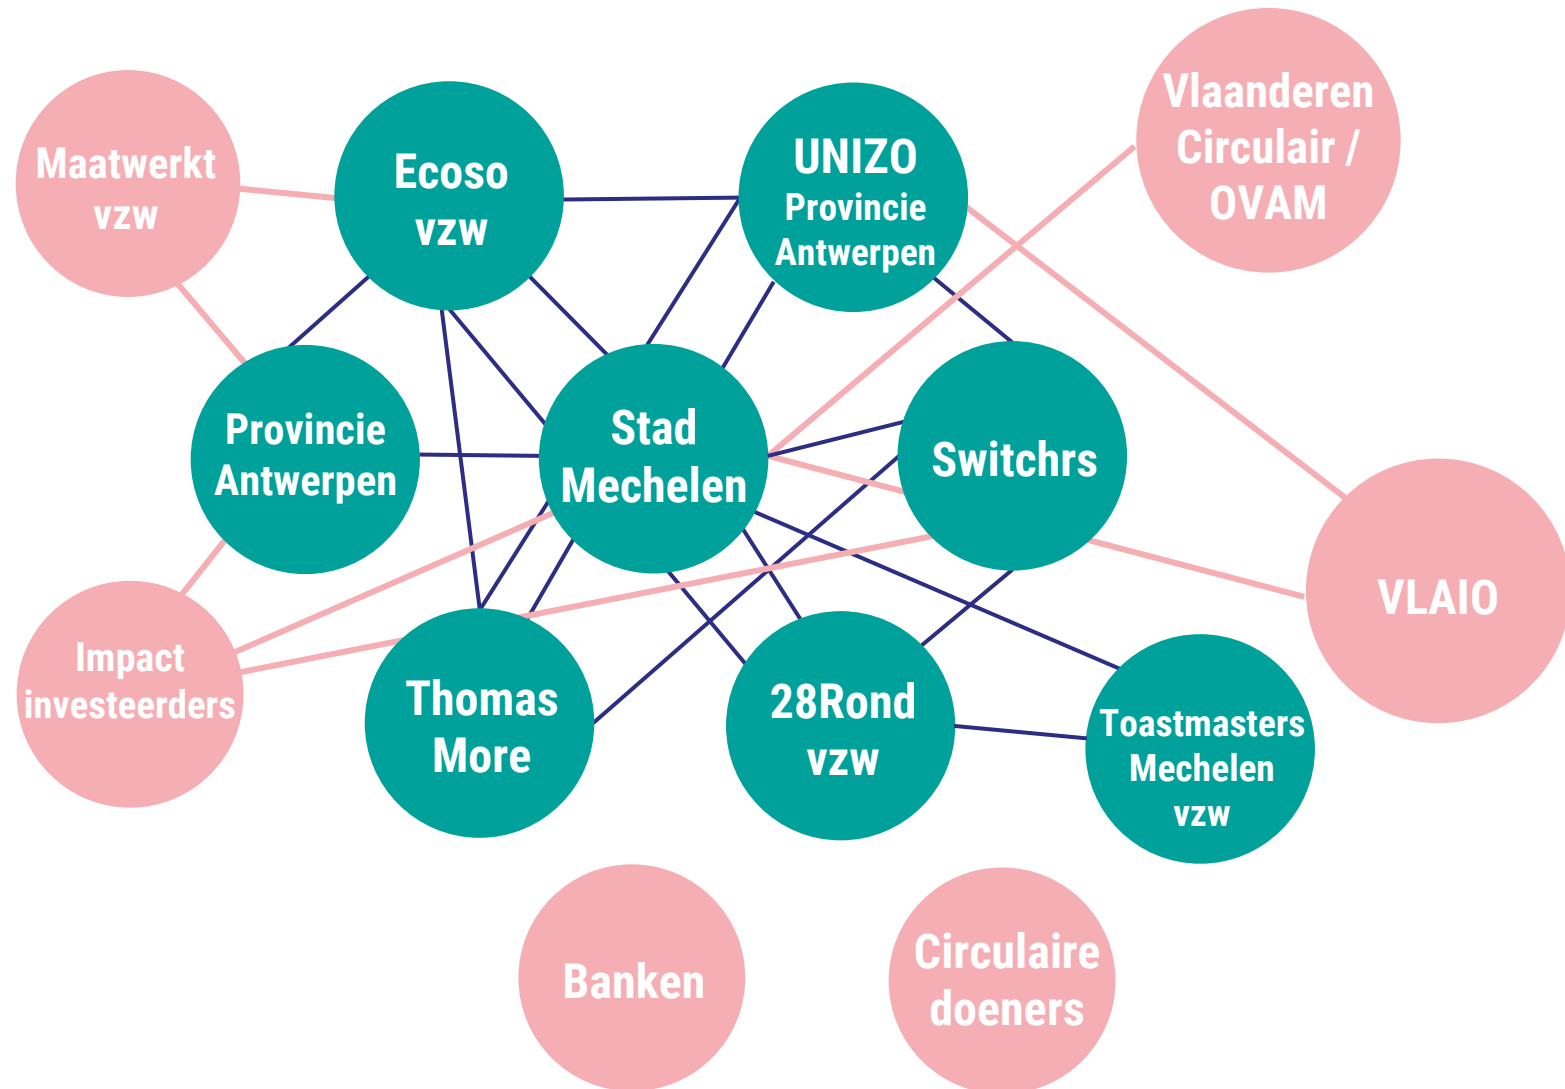 Maatwerkt
vzw
Ecoso
vzw
UNIZO
Provincie
Antwerpen
Vlaanderen
Circulair /
OVAM
Provincie
Antwerpen
Stad
Mechelen
Switchrs
VLAIO
Impact
investeerders
Thomas
More
28Rond
vzw
Toastmasters
Mechelen
vzw
Banken
Circulaire
doeners